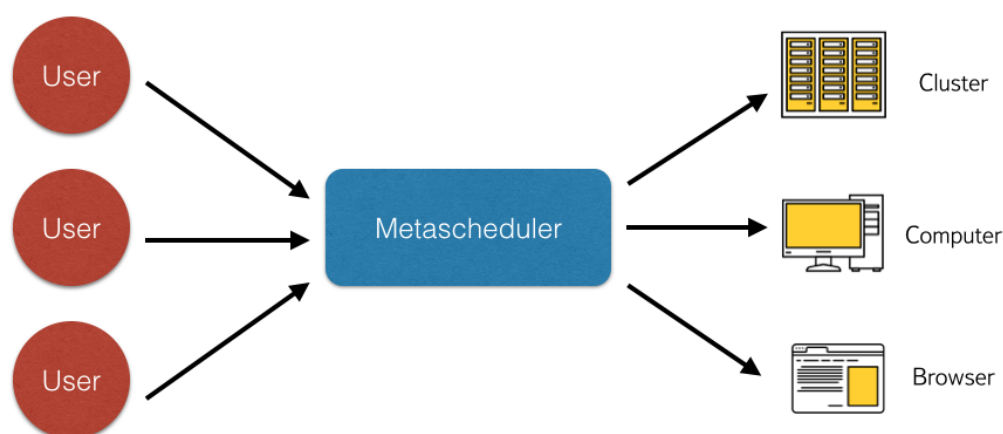 User
User
User
Metascheduler
Cluster
Computer
Browser